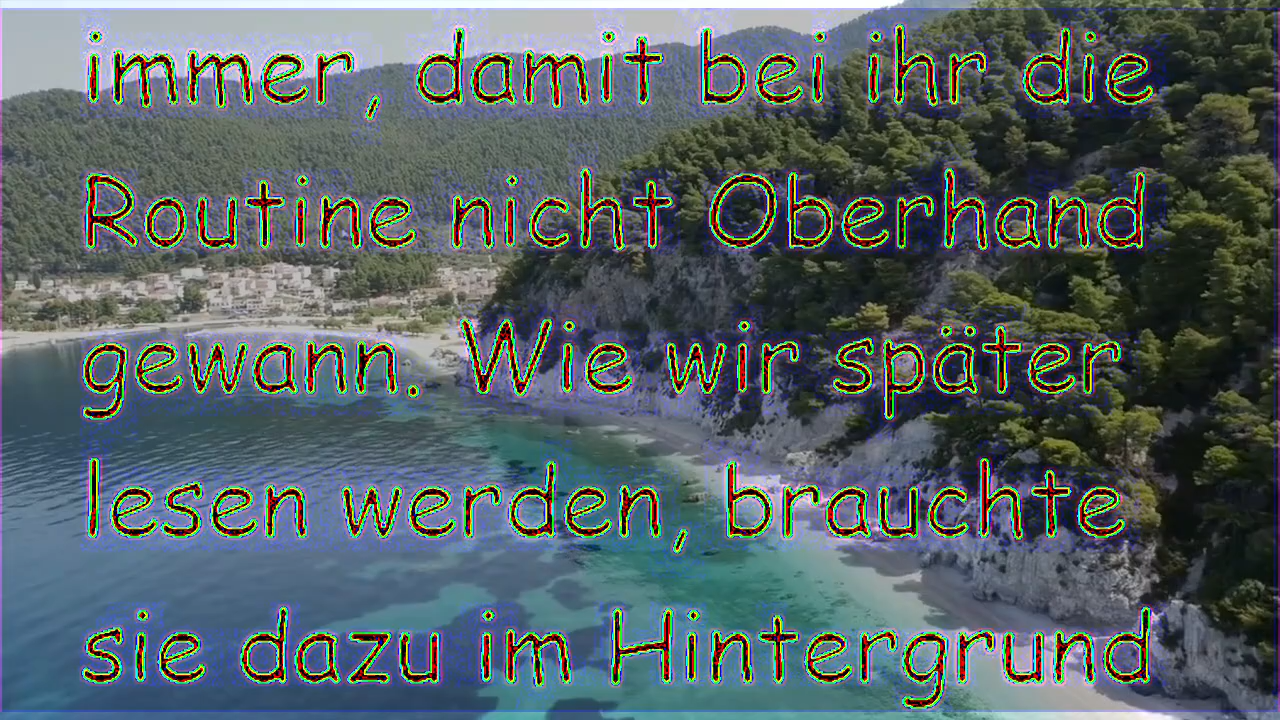 immer, damit bei ihr die
Routine nicht Oberhand
gewann. Wie wir später
lesen werden, brauchte
sie dazu im Hintergrund